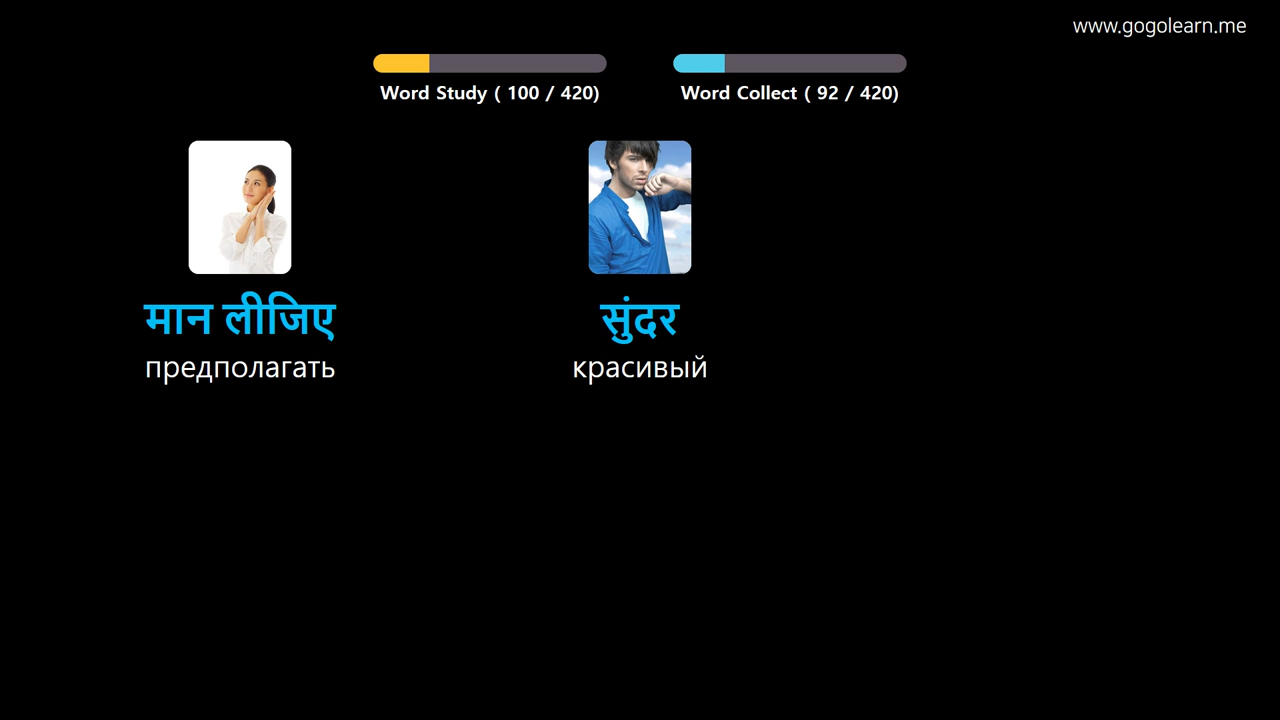 www.gogolearn.me
Word Study ( 100 / 420)
Word Collect ( 92 / 420)
मान लीजिए
предполагать
सुंदर
красивый